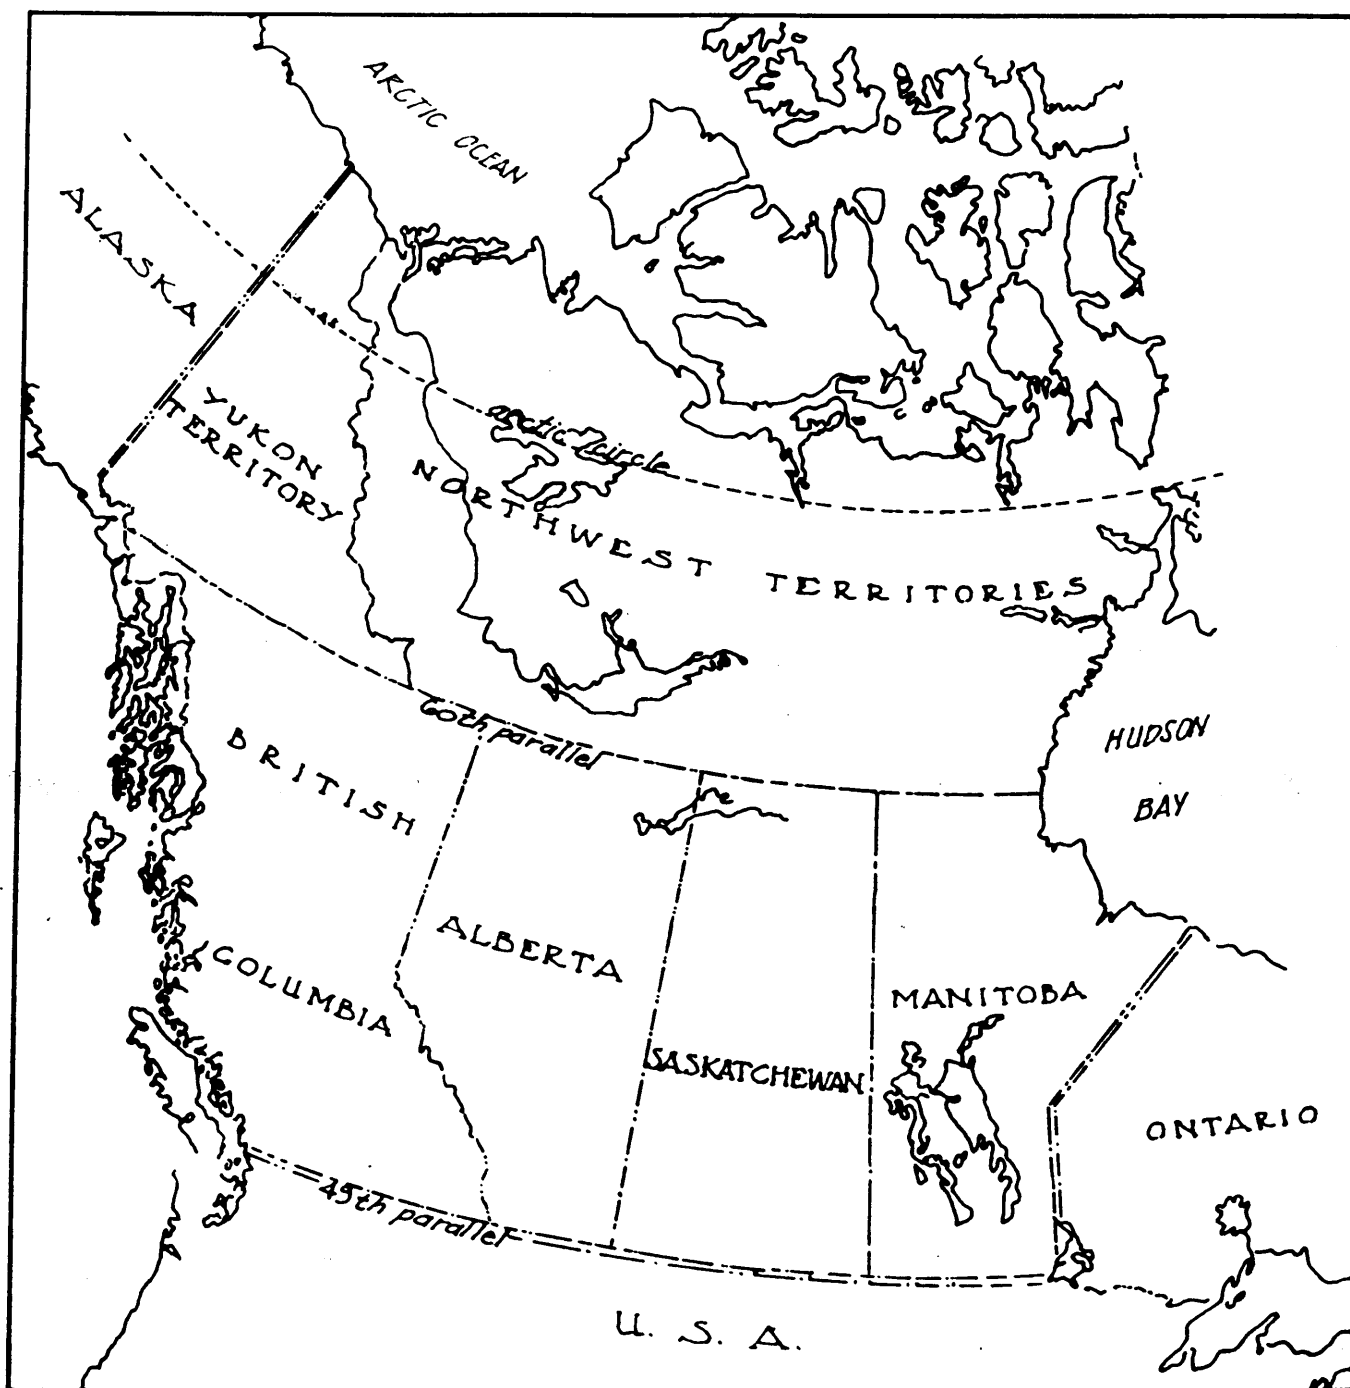 ARCTIC OCEAN
ALASKA
YUKON
TERRITORY
arctic circle
NORTHWEST TERRITORIES
60th parallel
HUDSON
BAY
BRITISH
COLUMBIA
ALBERTA
SASKATCHEWAN
MANITOBA
ONTARIO
45th parallel
U. S. A.